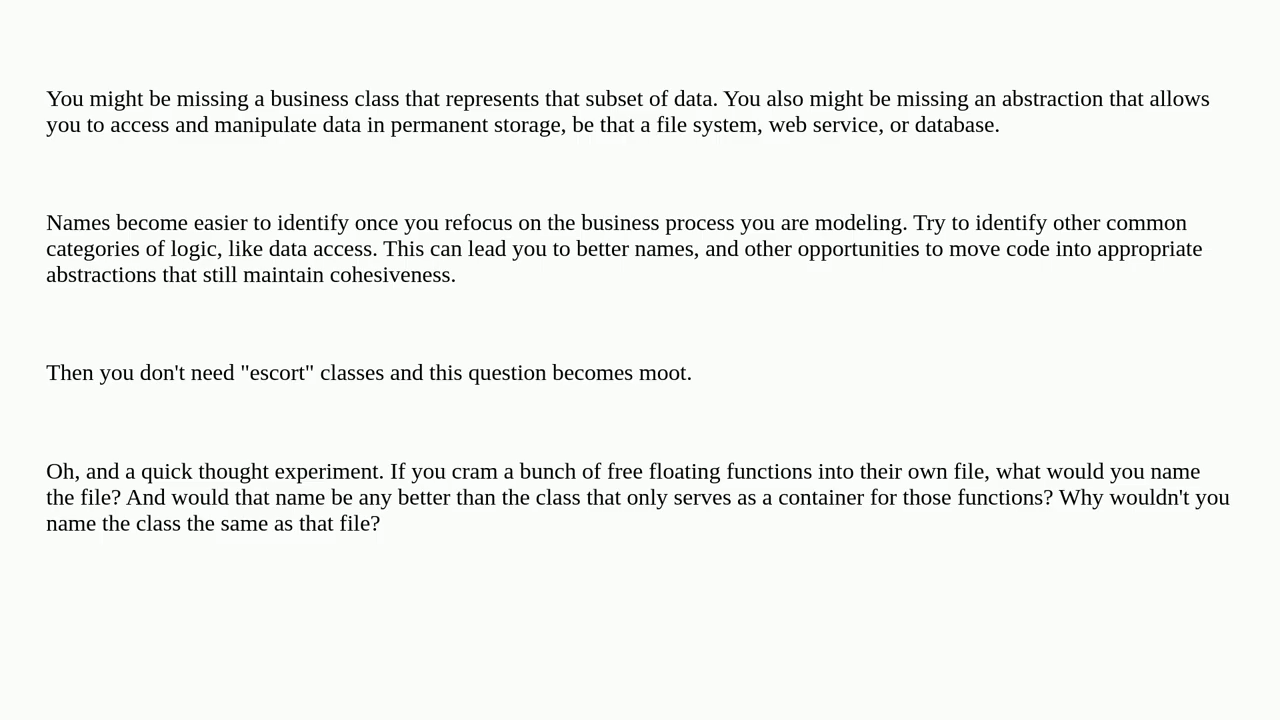 You might be missing a business class that represents that subset of data. You also might be missing an abstraction that allows
you to access and manipulate data in permanent storage, be that a file system, web service, or database.
Names become easier to identify once you refocus on the business process you are modeling. Try to identify other common
categories of logic, like data access. This can lead you to better names, and other opportunities to move code into appropriate
abstractions that still maintain cohesiveness.
Then you don't need "escort" classes and this question becomes moot.
Oh, and a quick thought experiment. If you cram a bunch of free floating functions into their own file, what would you name
the file? And would that name be any better than the class that only serves as a container for those functions? Why wouldn't you
name the class the same as that file?